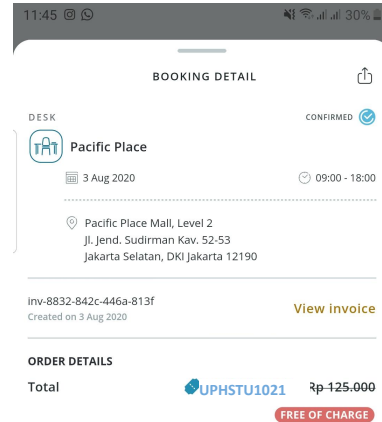 11:45 30%
BOOKING DETAIL
DESK CONFIRMED
Pacific Place
3 Aug 2020 09:00 - 18:00
Pacific Place Mall, Level 2
Jl. Jend. Sudirman Kav. 52-53
Jakarta Selatan, DKI Jakarta 12190
inv-8832-842c-446a-813f View invoice
Created on 3 Aug 2020
ORDER DETAILS
Total UPHSTU1021 Rp 125.000
FREE OF CHARGE